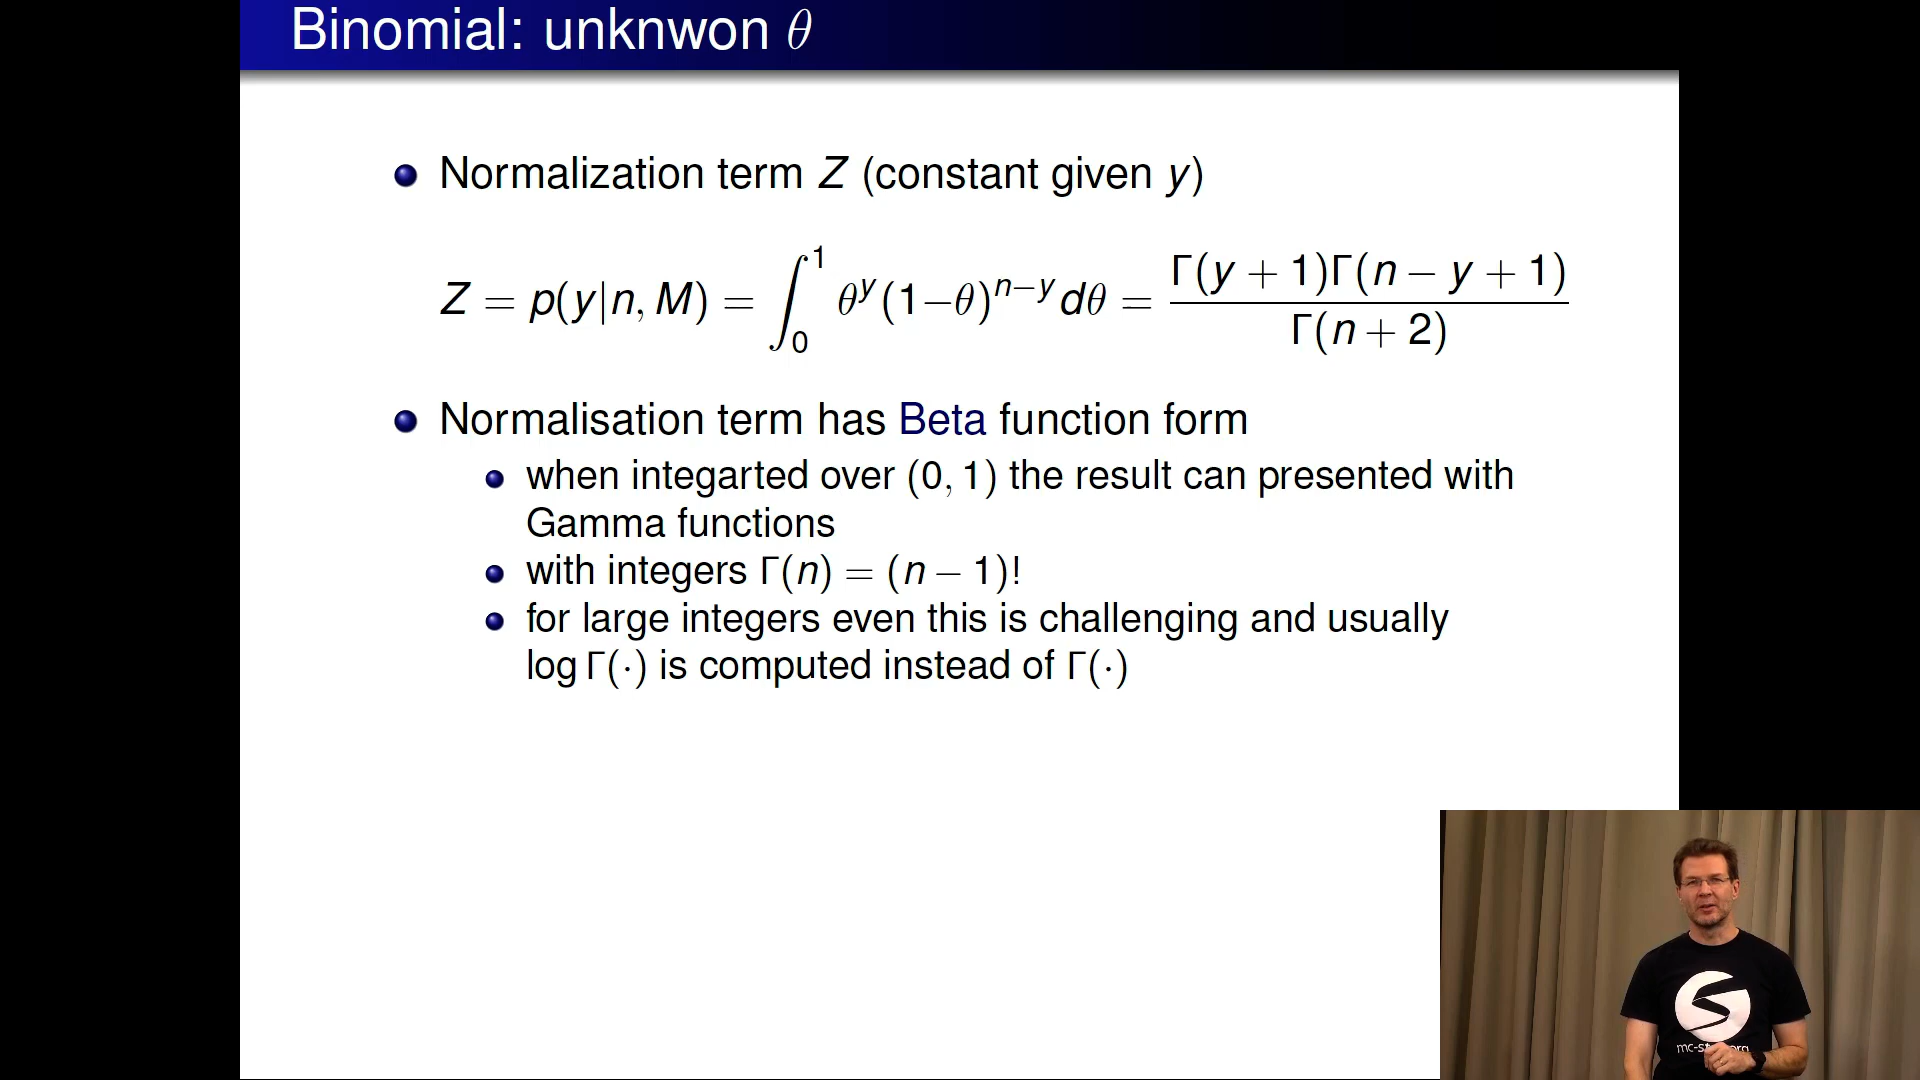 Binomial: unknwon θ
Normalization term Z (constant given y)
Z = p(y|n, M) = ∫₀¹ θ^y (1−θ)^{n−y} dθ = Γ(y + 1)Γ(n − y + 1) / Γ(n + 2)
Normalisation term has Beta function form
when integarted over (0, 1) the result can presented with
Gamma functions
with integers Γ(n) = (n − 1)!
for large integers even this is challenging and usually
log Γ(·) is computed instead of Γ(·)